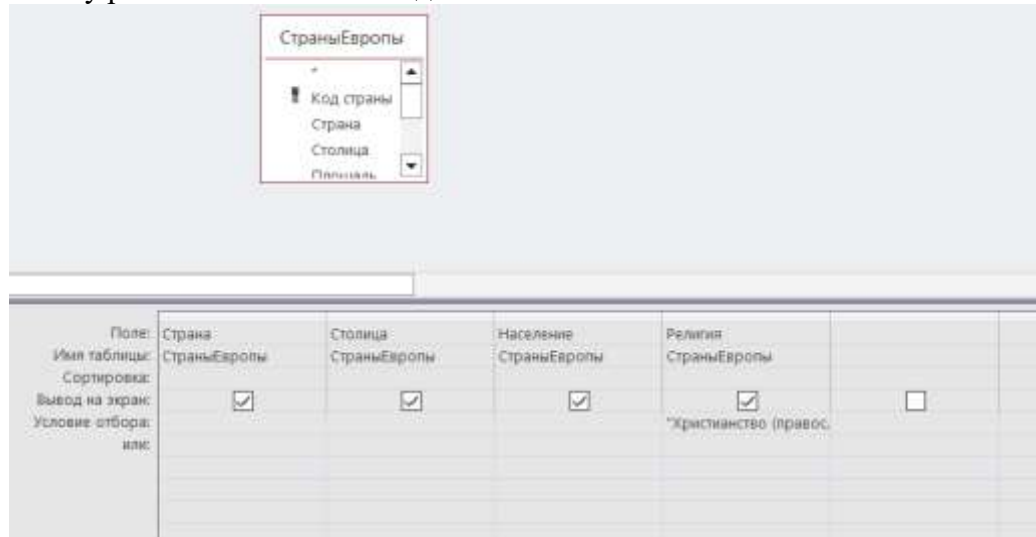 СтраныЕвропы
*
Код страны
Страна
Столица
Площадь
Поле: Страна Столица Население Религия
Имя таблицы: СтраныЕвропы СтраныЕвропы СтраныЕвропы СтраныЕвропы
Сортировка:
Вывод на экран:
Условие отбора: "Христианство (правос.
или: